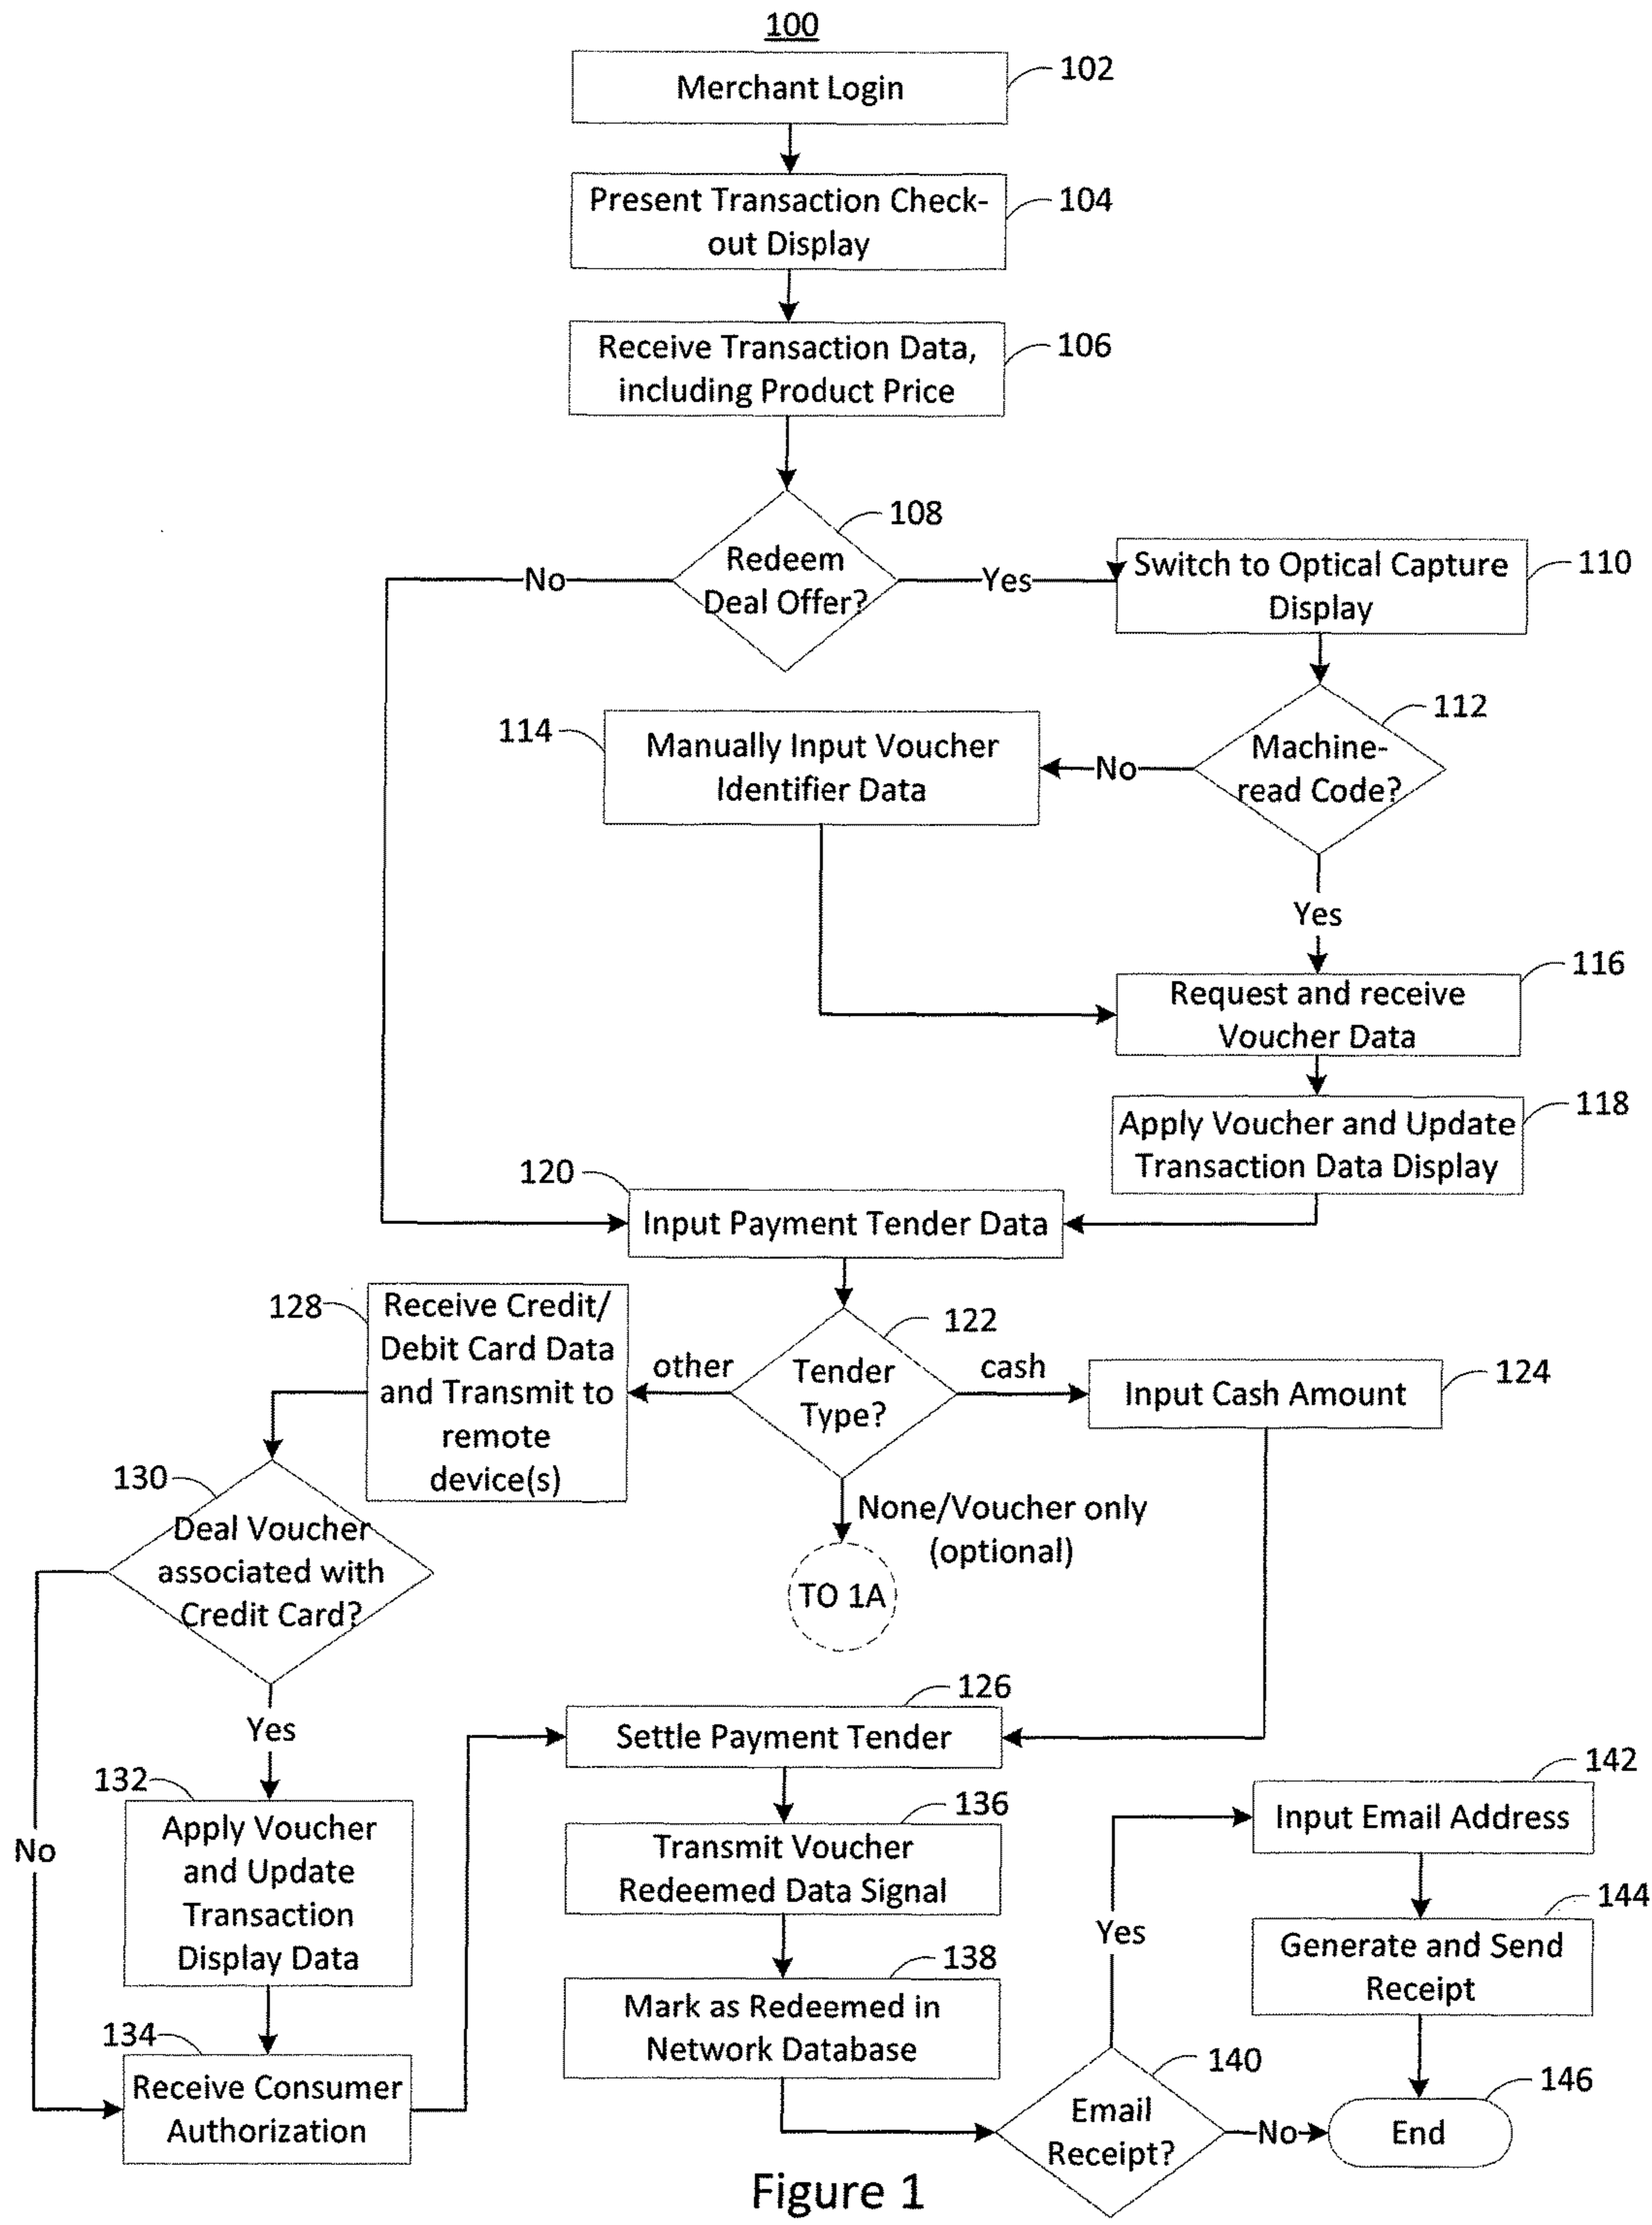 100
Merchant Login
102
Present Transaction Check-
out Display
104
Receive Transaction Data,
including Product Price
106
Redeem
Deal Offer?
108
No
Yes
Switch to Optical Capture
Display
110
Machine-
read Code?
112
No
114
Manually Input Voucher
Identifier Data
Yes
116
Request and receive
Voucher Data
118
Apply Voucher and Update
Transaction Data Display
120
Input Payment Tender Data
122
Tender
Type?
other
cash
128
Receive Credit/
Debit Card Data
and Transmit to
remote
device(s)
Input Cash Amount
124
None/Voucher only
(optional)
TO 1A
130
Deal Voucher
associated with
Credit Card?
Yes
No
132
Apply Voucher
and Update
Transaction
Display Data
134
Receive Consumer
Authorization
126
Settle Payment Tender
136
Transmit Voucher
Redeemed Data Signal
138
Mark as Redeemed in
Network Database
140
Email
Receipt?
Yes
No
142
Input Email Address
144
Generate and Send
Receipt
146
End
Figure 1